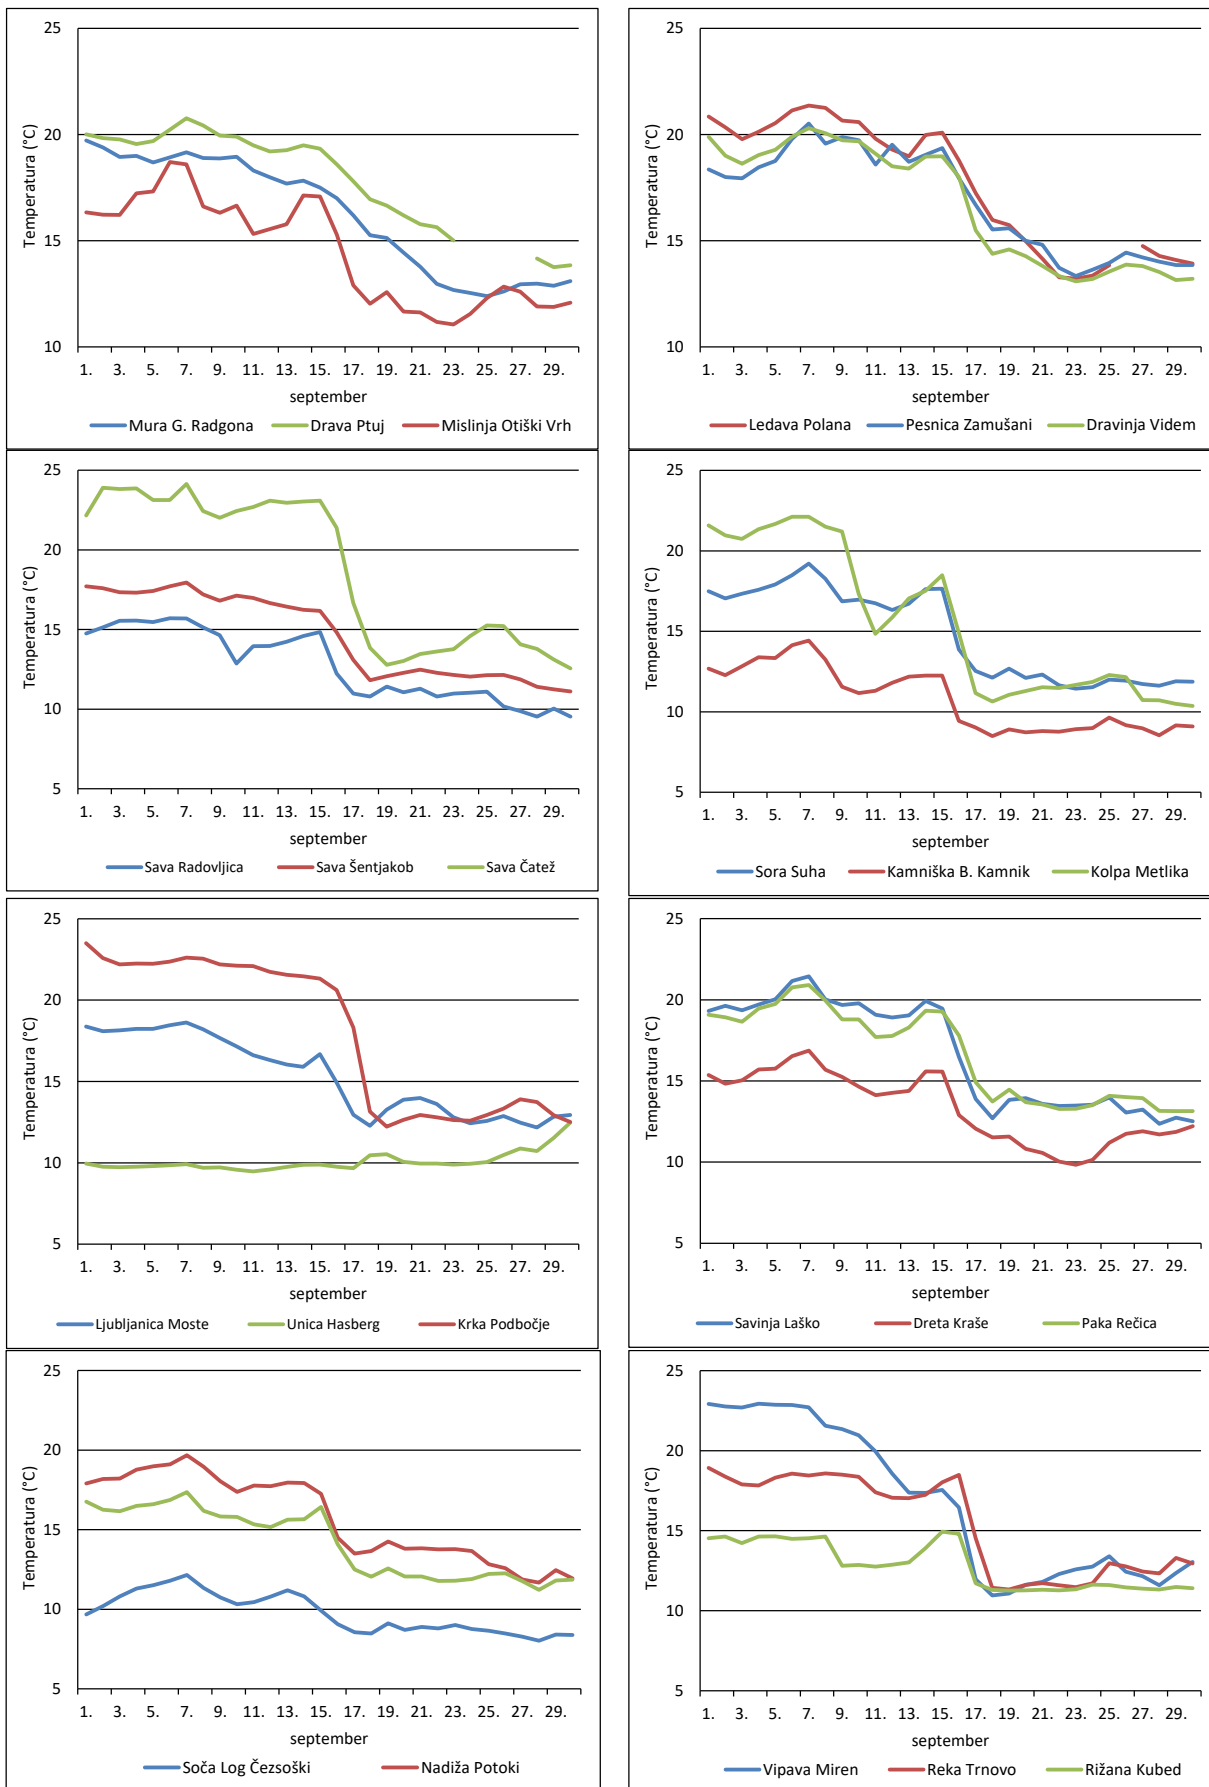 Temperatura (°C)
25
20
15
10
1. 3. 5. 7. 9. 11. 13. 15. 17. 19. 21. 23. 25. 27. 29.
september
Mura G. Radgona Drava Ptuj Mislinja Otiški Vrh
Temperatura (°C)
25
20
15
10
1. 3. 5. 7. 9. 11. 13. 15. 17. 19. 21. 23. 25. 27. 29.
september
Ledava Polana Pesnica Zamušani Dravinja Videm
Temperatura (°C)
25
20
15
10
5
1. 3. 5. 7. 9. 11. 13. 15. 17. 19. 21. 23. 25. 27. 29.
september
Sava Radovljica Sava Šentjakob Sava Čatež
Temperatura (°C)
25
20
15
10
5
1. 3. 5. 7. 9. 11. 13. 15. 17. 19. 21. 23. 25. 27. 29.
september
Sora Suha Kamniška B. Kamnik Kolpa Metlika
Temperatura (°C)
25
20
15
10
5
1. 3. 5. 7. 9. 11. 13. 15. 17. 19. 21. 23. 25. 27. 29.
september
Ljubljanica Moste Unica Hasberg Krka Podbočje
Temperatura (°C)
25
20
15
10
5
1. 3. 5. 7. 9. 11. 13. 15. 17. 19. 21. 23. 25. 27. 29.
september
Savinja Laško Dreta Kraše Paka Rečica
Temperatura (°C)
25
20
15
10
5
1. 3. 5. 7. 9. 11. 13. 15. 17. 19. 21. 23. 25. 27. 29.
september
Soča Log Čezsoški Nadiža Potoki
Temperatura (°C)
25
20
15
10
5
1. 3. 5. 7. 9. 11. 13. 15. 17. 19. 21. 23. 25. 27. 29.
september
Vipava Miren Reka Trnovo Rižana Kubed